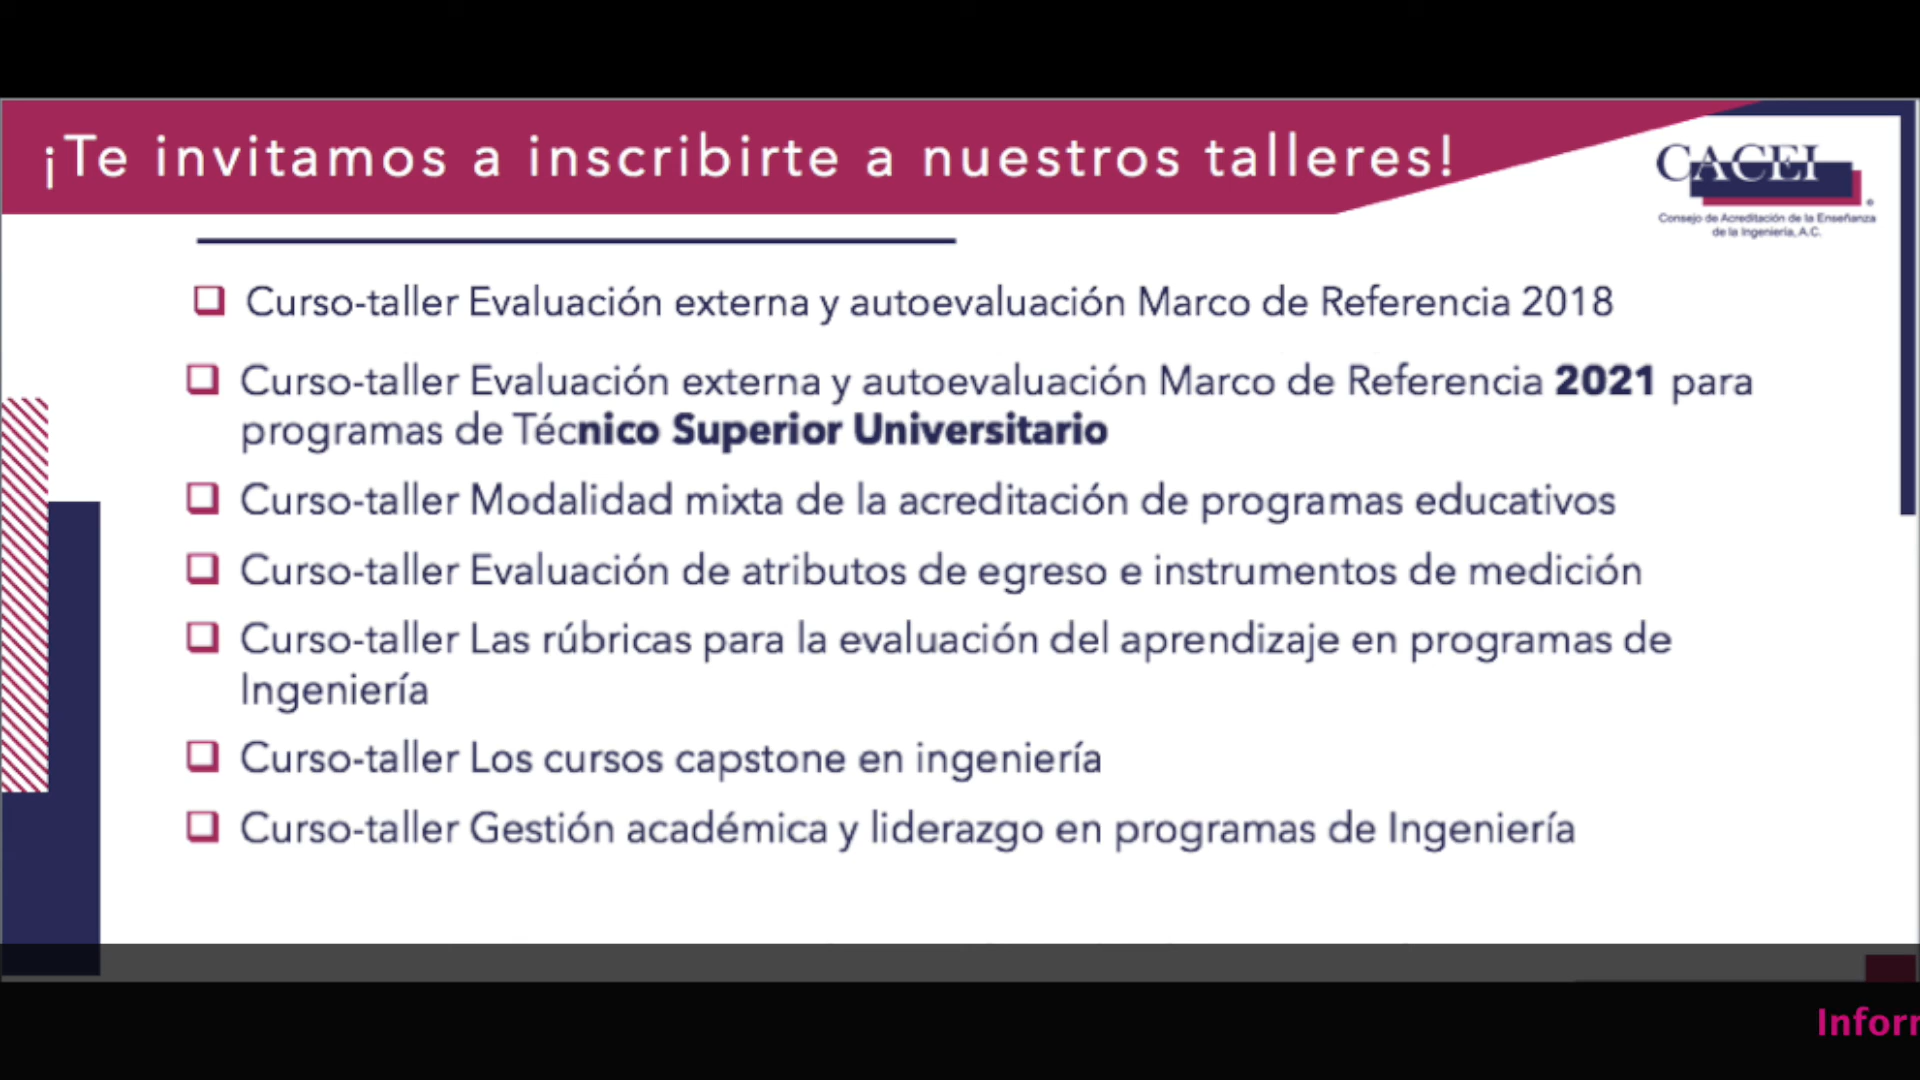 ¡Te invitamos a inscribirte a nuestros talleres!
CACEI
Consejo de Acreditación de la Enseñanza
de la Ingeniería, A.C.
Curso-taller Evaluación externa y autoevaluación Marco de Referencia 2018
Curso-taller Evaluación externa y autoevaluación Marco de Referencia 2021 para
programas de Técnico Superior Universitario
Curso-taller Modalidad mixta de la acreditación de programas educativos
Curso-taller Evaluación de atributos de egreso e instrumentos de medición
Curso-taller Las rúbricas para la evaluación del aprendizaje en programas de
Ingeniería
Curso-taller Los cursos capstone en ingeniería
Curso-taller Gestión académica y liderazgo en programas de Ingeniería